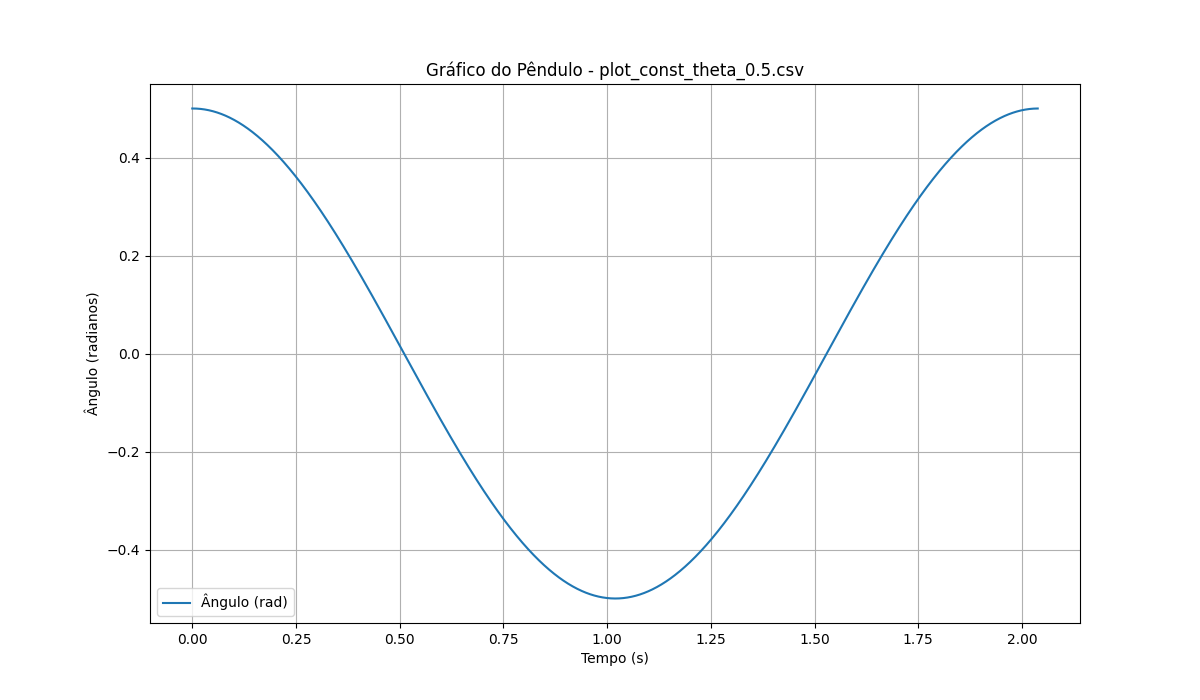 Gráfico do Pêndulo - plot_const_theta_0.5.csv
0.4
0.2
0.0
−0.2
−0.4
Ângulo (radianos)
Ângulo (rad)
0.00 0.25 0.50 0.75 1.00 1.25 1.50 1.75 2.00
Tempo (s)